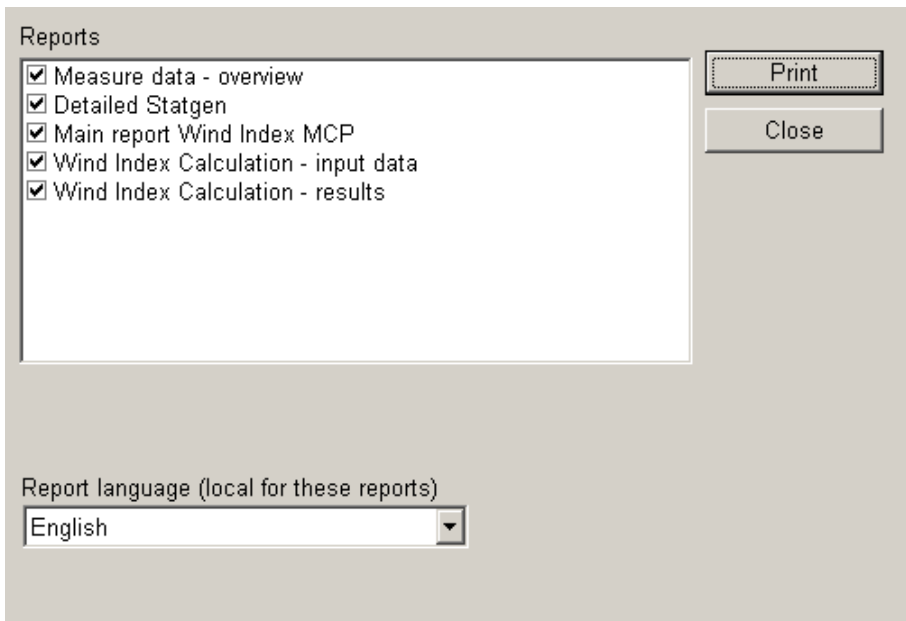 Reports
Measure data - overview
Detailed Statgen
Main report Wind Index MCP
Wind Index Calculation - input data
Wind Index Calculation - results
Print
Close
Report language (local for these reports)
English